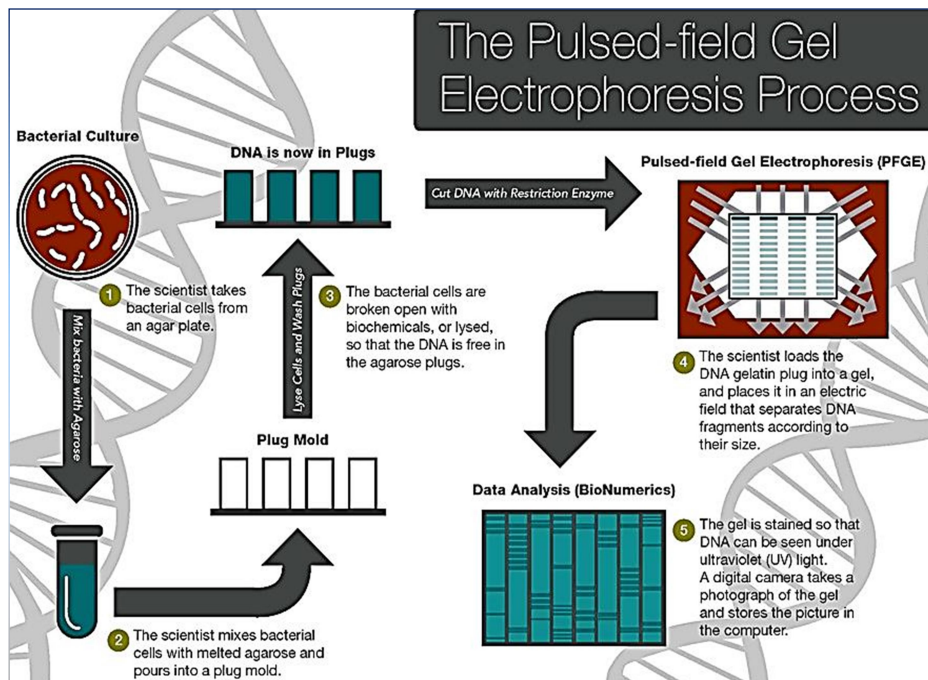 The Pulsed-field Gel
Electrophoresis Process
Bacterial Culture
1 The scientist takes
bacterial cells from
an agar plate.
Mix bacteria with Agarose
2 The scientist mixes bacterial
cells with melted agarose and
pours into a plug mold.
Plug Mold
Lyse Cells and Wash Plugs
3 The bacterial cells are
broken open with
biochemicals, or lysed,
so that the DNA is free in
the agarose plugs.
DNA is now in Plugs
Cut DNA with Restriction Enzyme
Pulsed-field Gel Electrophoresis (PFGE)
4 The scientist loads the
DNA gelatin plug into a gel,
and places it in an electric
field that separates DNA
fragments according to
their size.
Data Analysis (BioNumerics)
5 The gel is stained so that
DNA can be seen under
ultraviolet (UV) light.
A digital camera takes a
photograph of the gel
and stores the picture in
the computer.